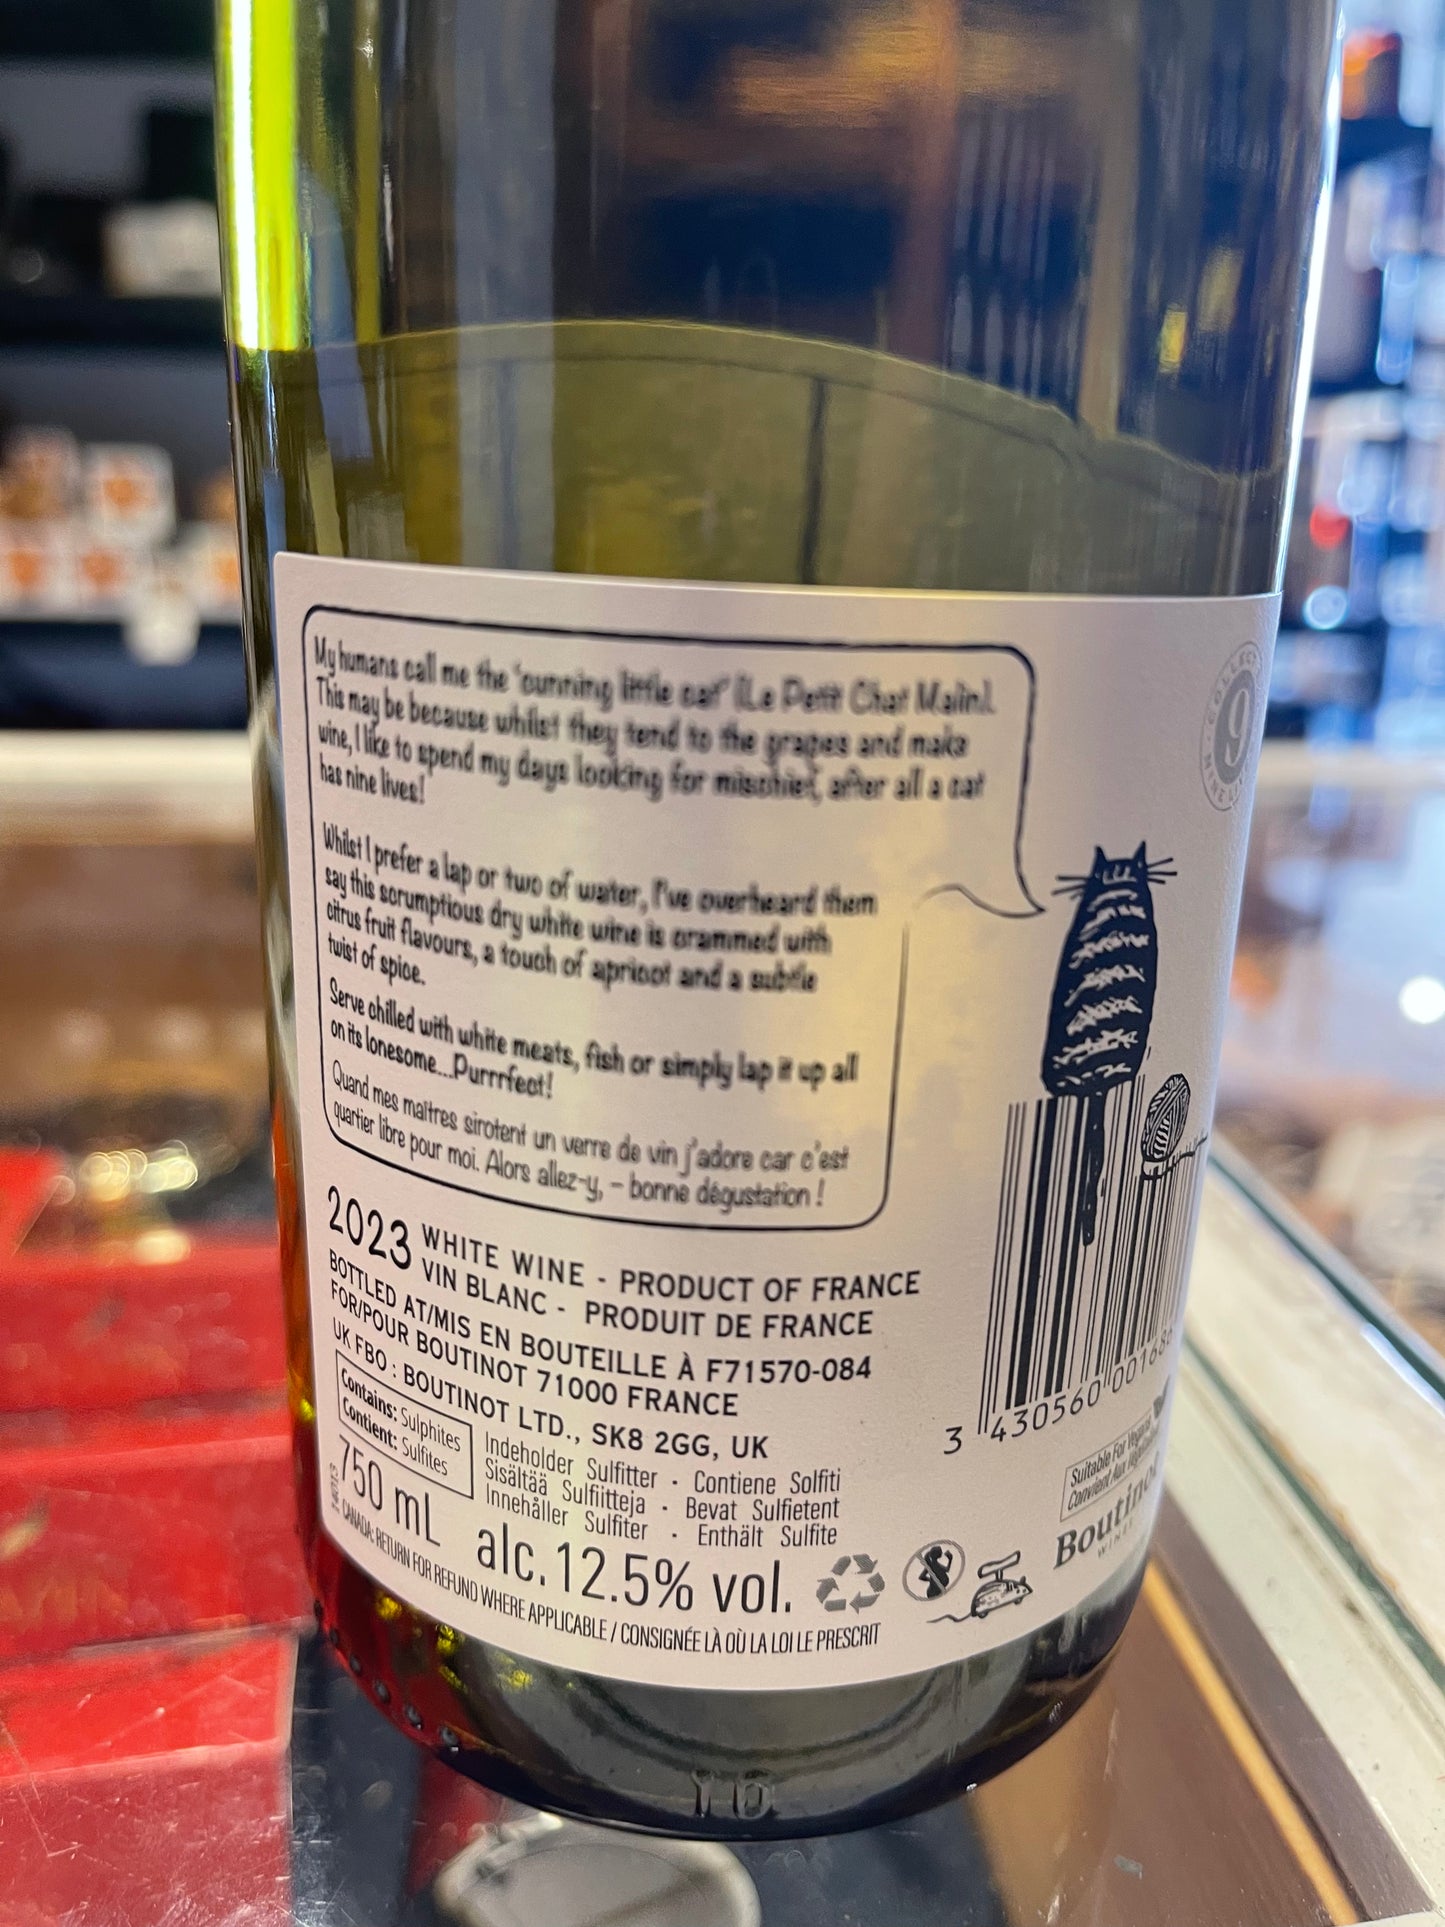 My humans call me the 'cunning little cat' (Le Petit Chat Malin).
This may be because whilst they tend to the grapes and make
wine, I like to spend my days looking for mischief, after all a cat
has nine lives!
Whilst I prefer a lap or two of water, I've overheard them
say this scrumptious dry white wine is crammed with
citrus fruit flavours, a touch of apricot and a subtle
twist of spice.
Serve chilled with white meats, fish or simply lap it up all
on its lonesome...Purrrfect!
Quand mes maîtres sirotent un verre de vin j'adore car c'est
quartier libre pour moi. Alors allez-y, – bonne dégustation !
9
2023 WHITE WINE - PRODUCT OF FRANCE
VIN BLANC - PRODUIT DE FRANCE
BOTTLED AT/MIS EN BOUTEILLE À F71570-084
FOR/POUR BOUTINOT 71000 FRANCE
UK FBO : BOUTINOT LTD., SK8 2GG, UK
Contains: Sulphites
Contient: Sulfites
Indeholder Sulfitter · Contiene Solfiti
Sisältää Sulfiitteja · Bevat Sulfietent
Innehåller Sulfiter · Enthält Sulfite
750 mL alc.12.5% vol.
CANADA: RETURN FOR REFUND WHERE APPLICABLE / CONSIGNÉE LÀ OÙ LA LOI LE PRESCRIT
3 430560 001686
Suitable For Vegans
Convient Aux
Boutinot
10